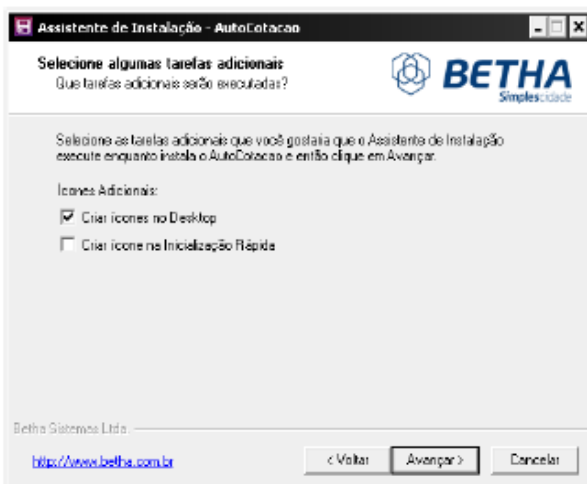 Assistente de Instalação - AutoCotacao
Selecione algumas tarefas adicionais
Que tarefas adicionais serão executadas?
BETHA
Simplescidade
Selecione as tarefas adicionais que você gostaria que o Assistente de Instalação
execute enquanto instala o AutoCotacao e então clique em Avançar.
Ícones Adicionais:
Criar ícones no Desktop
Criar ícone na Inicialização Rápida
Betha Sistemas Ltda.
http://www.betha.com.br
< Voltar
Avançar >
Cancelar